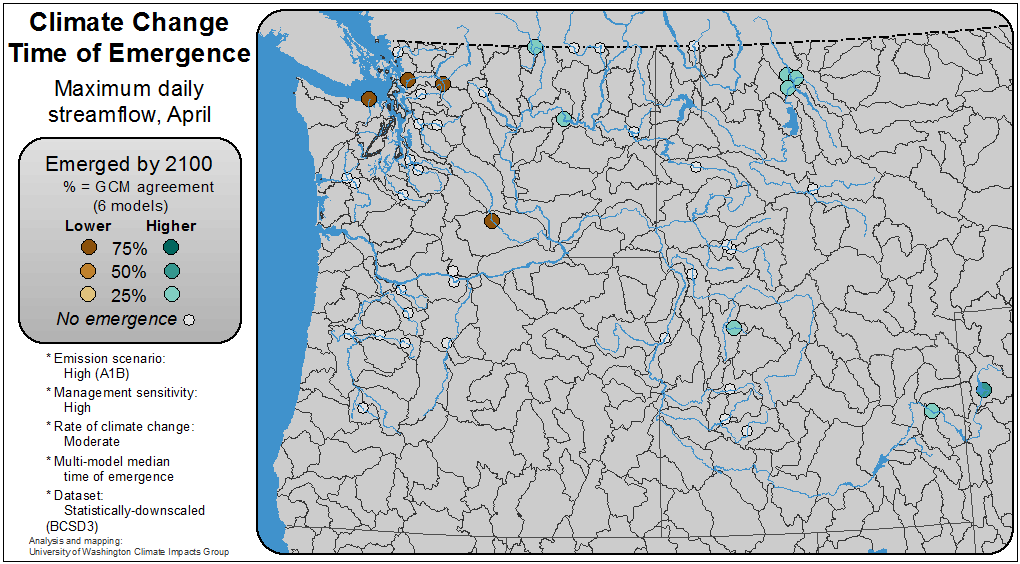 Climate Change
Time of Emergence
Maximum daily
streamflow, April
Emerged by 2100
% = GCM agreement
(6 models)
Lower Higher
75%
50%
25%
No emergence
* Emission scenario:
High (A1B)
* Management sensitivity:
High
* Rate of climate change:
Moderate
* Multi-model median
time of emergence
* Dataset:
Statistically-downscaled
(BCSD3)
Analysis and mapping:
University of Washington Climate Impacts Group